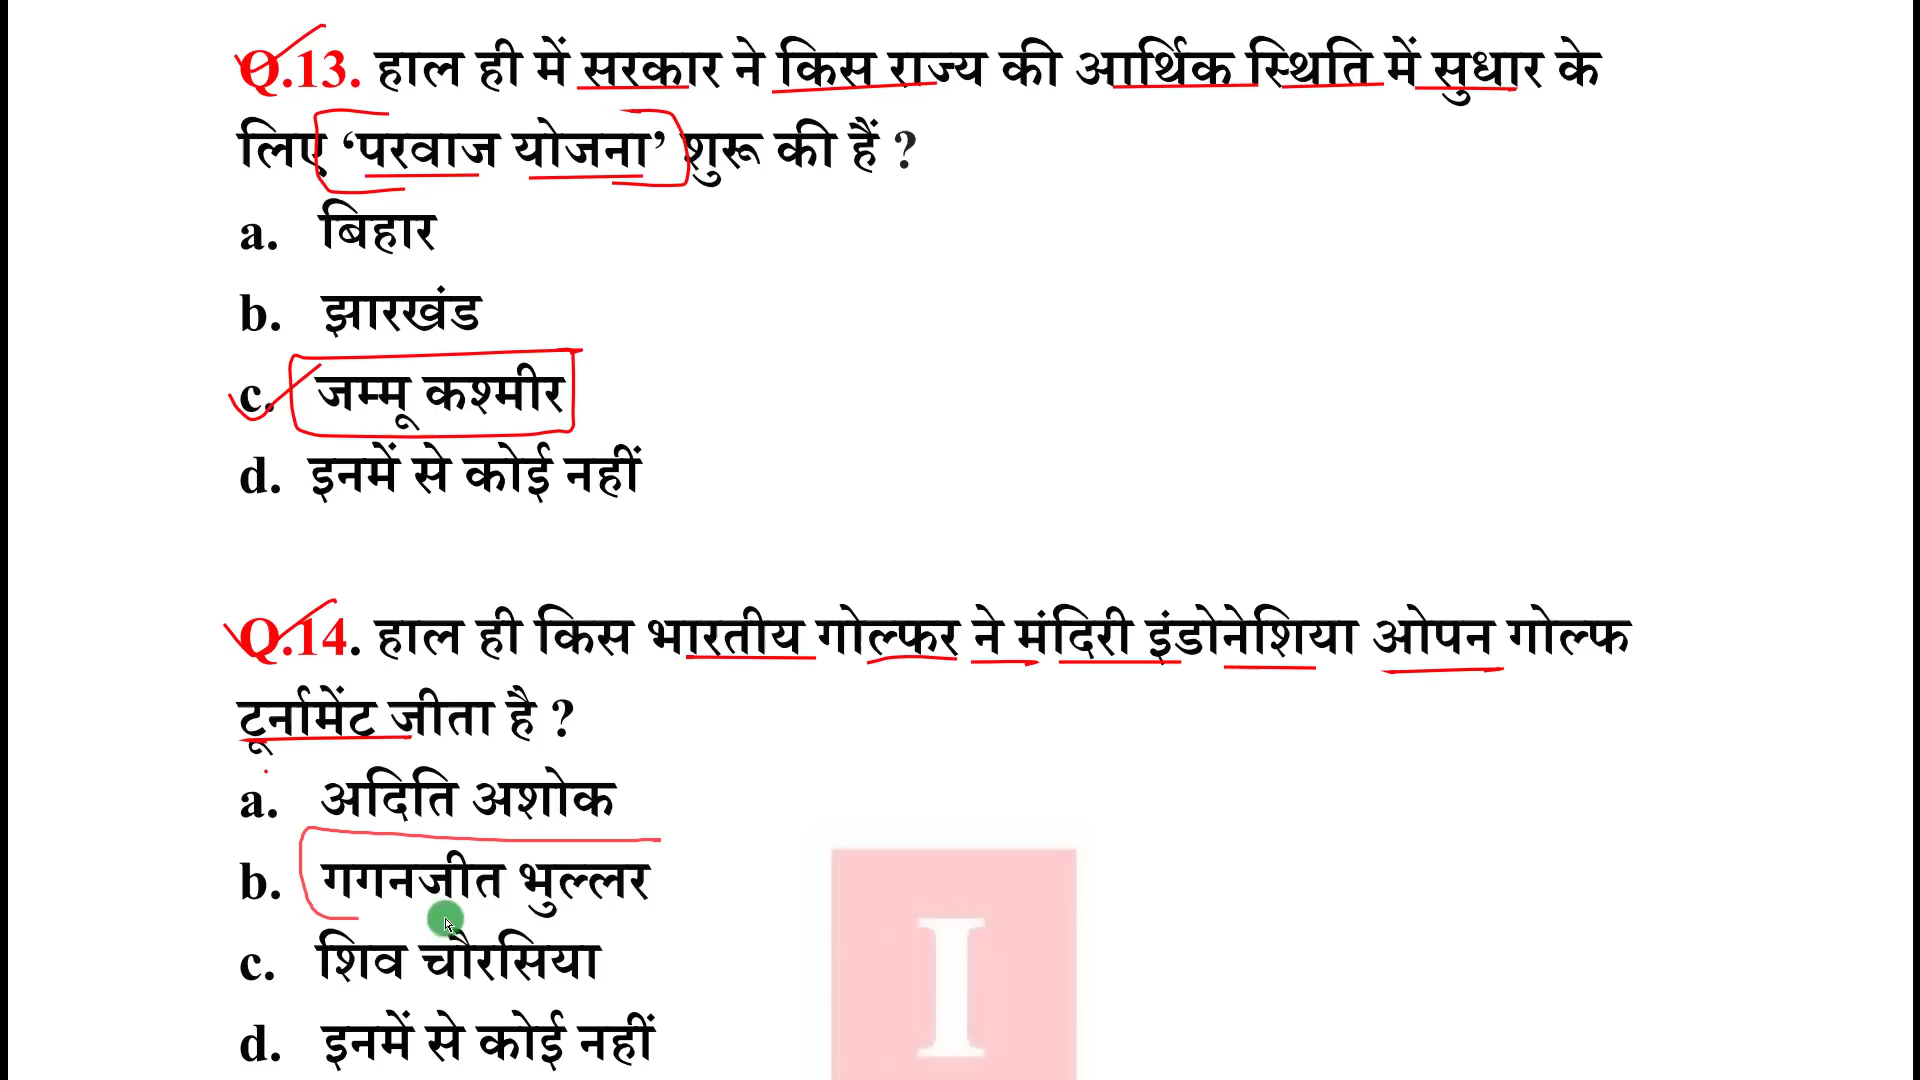 Q.13. हाल ही में सरकार ने किस राज्य की आर्थिक स्थिति में सुधार के
लिए ‘परवाज योजना’ शुरू की हैं ?
a. बिहार
b. झारखंड
c. जम्मू कश्मीर
d. इनमें से कोई नहीं
Q.14. हाल ही किस भारतीय गोल्फर ने मंदिरी इंडोनेशिया ओपन गोल्फ
टूर्नामेंट जीता है ?
a. अदिति अशोक
b. गगनजीत भुल्लर
c. शिव चौरसिया
d. इनमें से कोई नहीं
I